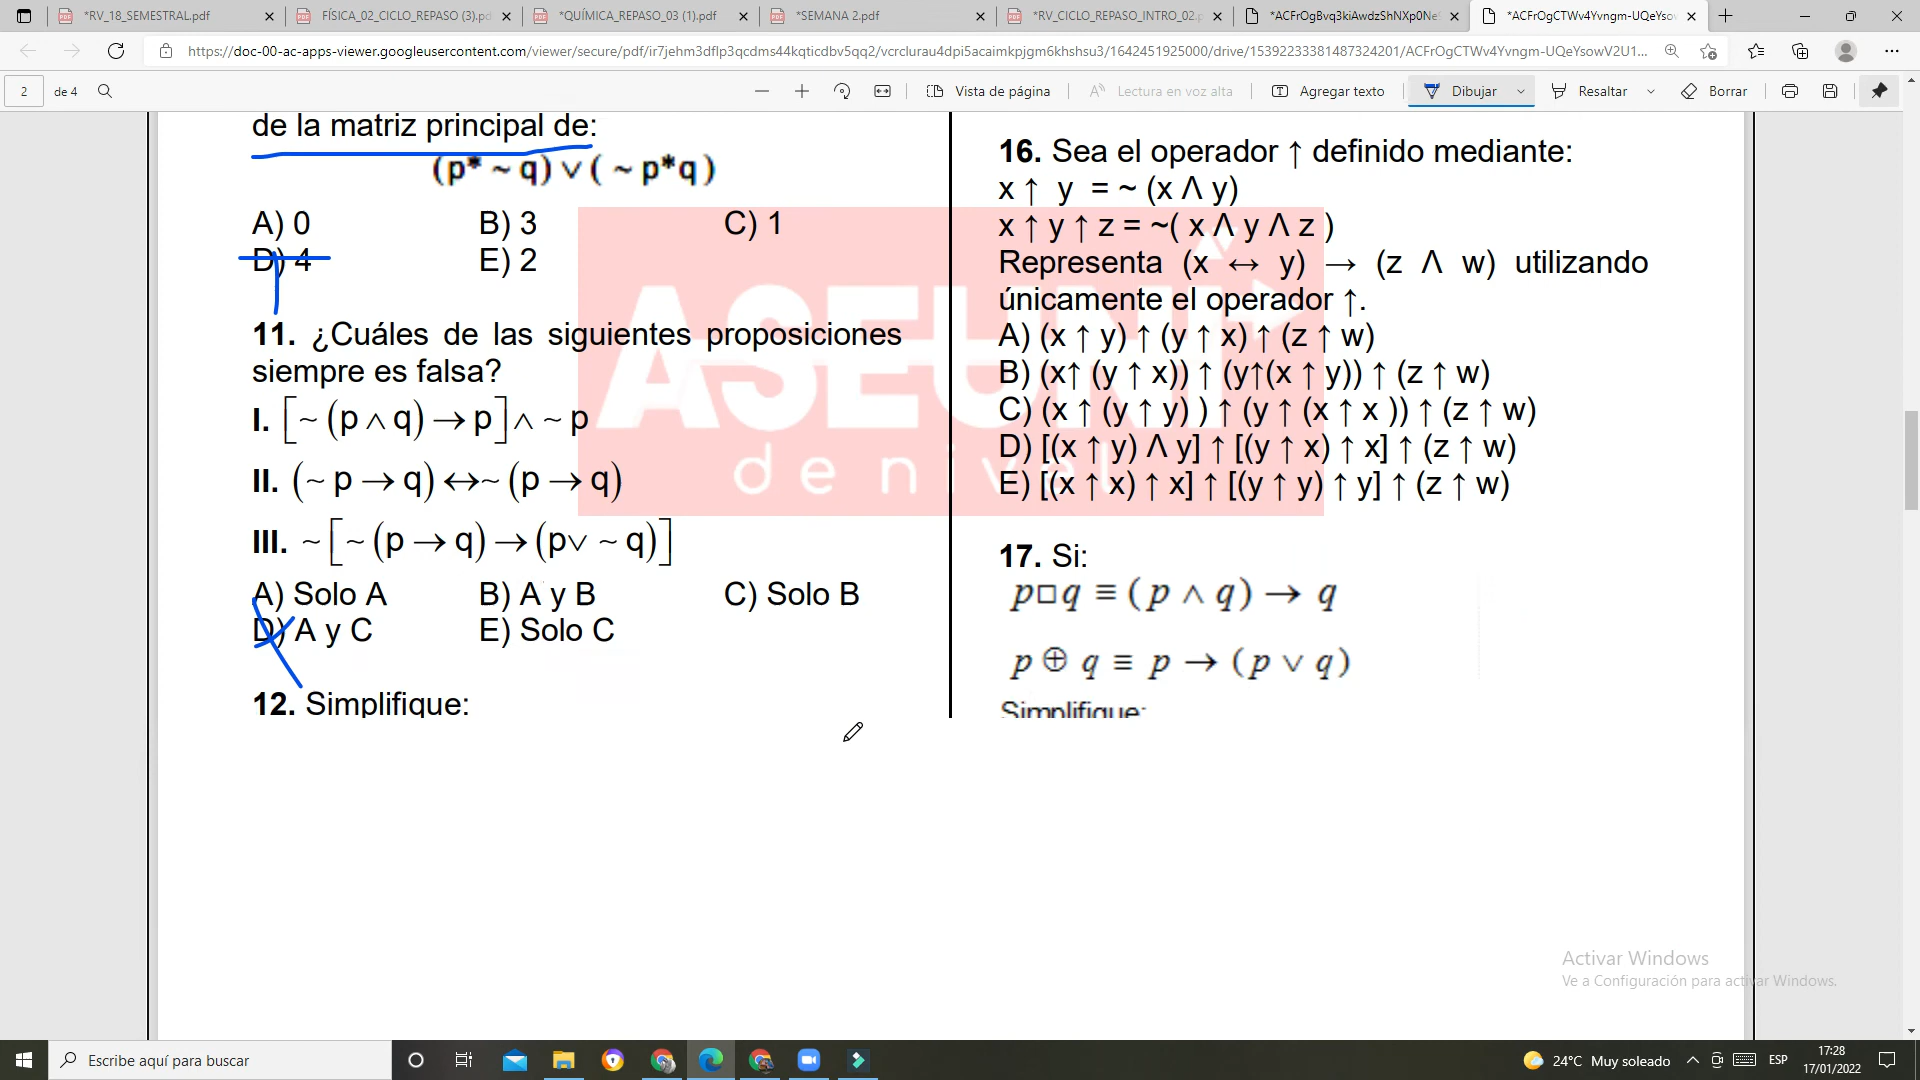 *RV_18_SEMESTRAL.pdf
FÍSICA_02_CICLO_REPASO (3).pd
*QUÍMICA_REPASO_03 (1).pdf
*SEMANA 2.pdf
*RV_CICLO_REPASO_INTRO_02.p
*ACFrOgBvq3kiAwdzShNXp0Ne
*ACFrOgCTWv4Yvngm-UQeYso
https://doc-00-ac-apps-viewer.googleusercontent.com/viewer/secure/pdf/ir7jehm3dflp3qcdms44kqticdbv5qq2/vcrclurau4dpi5acaimkpjgm6khshsu3/1642451925000/drive/15392233381487324201/ACFrOgCTWv4Yvngm-UQeYsowV2U1...
2 de 4
Vista de página
Lectura en voz alta
Agregar texto
Dibujar
Resaltar
Borrar
de la matriz principal de:
(p* ~ q) ∨ ( ~ p*q)
A) 0 B) 3 C) 1
D) 4 E) 2
11. ¿Cuáles de las siguientes proposiciones
siempre es falsa?
I. [~ (p ∧ q) → p] ∧ ~ p
II. (~ p → q) ↔ ~ (p → q)
III. ~ [~ (p → q) → (p∨ ~ q)]
A) Solo A B) A y B C) Solo B
D) A y C E) Solo C
12. Simplifique:
16. Sea el operador ↑ definido mediante:
x ↑ y = ~ (x Λ y)
x ↑ y ↑ z = ~( x Λ y Λ z )
Representa (x ↔ y) → (z Λ w) utilizando
únicamente el operador ↑.
A) (x ↑ y) ↑ (y ↑ x) ↑ (z ↑ w)
B) (x↑ (y ↑ x)) ↑ (y↑(x ↑ y)) ↑ (z ↑ w)
C) (x ↑ (y ↑ y) ) ↑ (y ↑ (x ↑ x )) ↑ (z ↑ w)
D) [(x ↑ y) Λ y] ↑ [(y ↑ x) ↑ x] ↑ (z ↑ w)
E) [(x ↑ x) ↑ x] ↑ [(y ↑ y) ↑ y] ↑ (z ↑ w)
17. Si:
p□q ≡ (p ∧ q) → q
p ⊕ q ≡ p → (p ∨ q)
Simplifique:
ASEUNI
de nivel
Activar Windows
Ve a Configuración para activar Windows.
Escribe aquí para buscar
24°C Muy soleado
ESP
17:28
17/01/2022